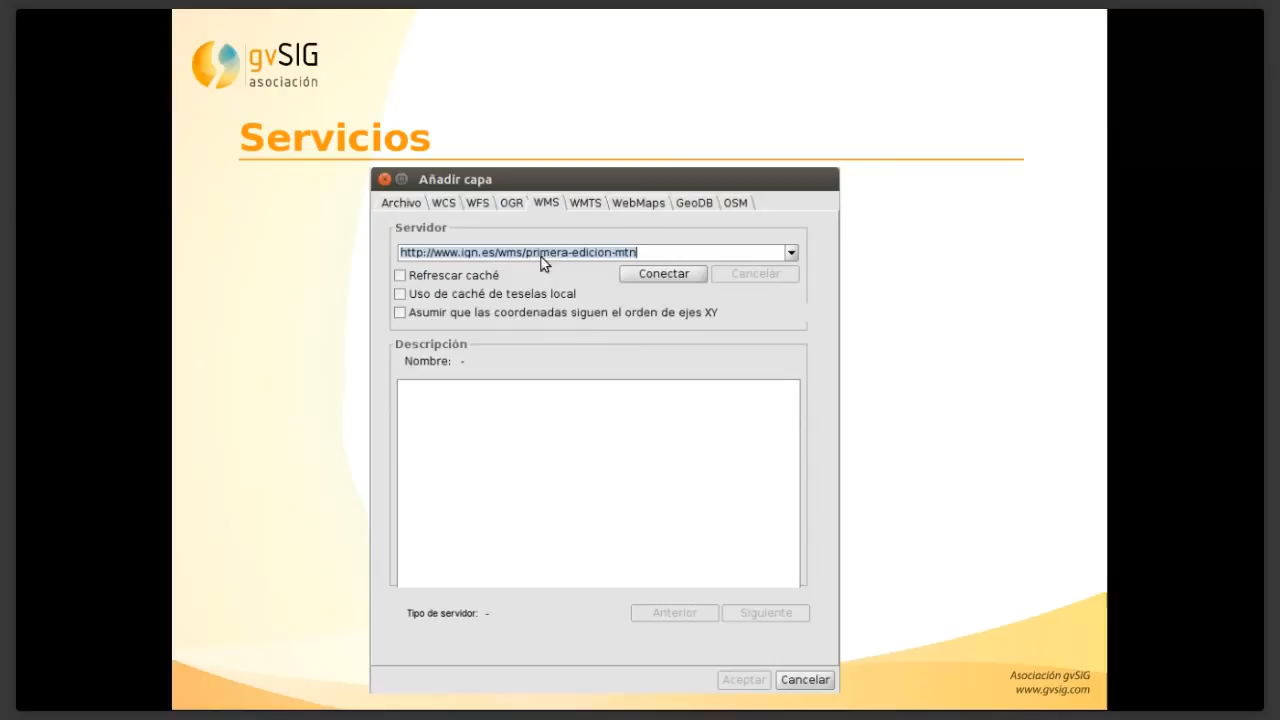 gvSIG
asociación
Servicios
Añadir capa
Archivo WCS WFS OGR WMS WMTS WebMaps GeoDB OSM
Servidor
http://www.ign.es/wms/primera-edicion-mtn
Refrescar caché Conectar Cancelar
Uso de caché de teselas local
Asumir que las coordenadas siguen el orden de ejes XY
Descripción
Nombre: -
Tipo de servidor: - Anterior Siguiente
Aceptar Cancelar
Asociación gvSIG
www.gvsig.com